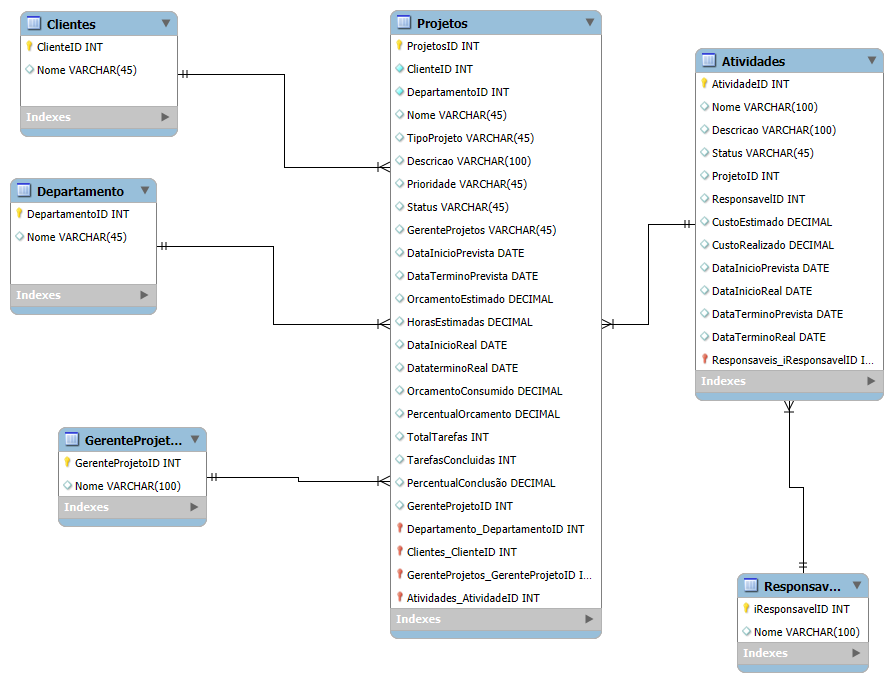 Clientes
ClienteID INT
Nome VARCHAR(45)
Indexes
Departamento
DepartamentoID INT
Nome VARCHAR(45)
Indexes
GerenteProjet...
GerenteProjetoID INT
Nome VARCHAR(100)
Indexes
Projetos
ProjetosID INT
ClienteID INT
DepartamentoID INT
Nome VARCHAR(45)
TipoProjeto VARCHAR(45)
Descricao VARCHAR(100)
Prioridade VARCHAR(45)
Status VARCHAR(45)
GerenteProjetos VARCHAR(45)
DataInicioPrevista DATE
DataTerminoPrevista DATE
OrcamentoEstimado DECIMAL
HorasEstimadas DECIMAL
DataInicioReal DATE
DataterminoReal DATE
OrcamentoConsumido DECIMAL
PercentualOrcamento DECIMAL
TotalTarefas INT
TarefasConcluidas INT
PercentualConclusão DECIMAL
GerenteProjetoID INT
Departamento_DepartamentoID INT
Clientes_ClienteID INT
GerenteProjetos_GerenteProjetoID I...
Atividades_AtividadeID INT
Indexes
Atividades
AtividadeID INT
Nome VARCHAR(100)
Descricao VARCHAR(100)
Status VARCHAR(45)
ProjetoID INT
ResponsavelID INT
CustoEstimado DECIMAL
CustoRealizado DECIMAL
DataInicioPrevista DATE
DataInicioReal DATE
DataTerminoPrevista DATE
DataTerminoReal DATE
Responsaveis_iResponsavelID I...
Indexes
Responsav...
iResponsavelID INT
Nome VARCHAR(100)
Indexes